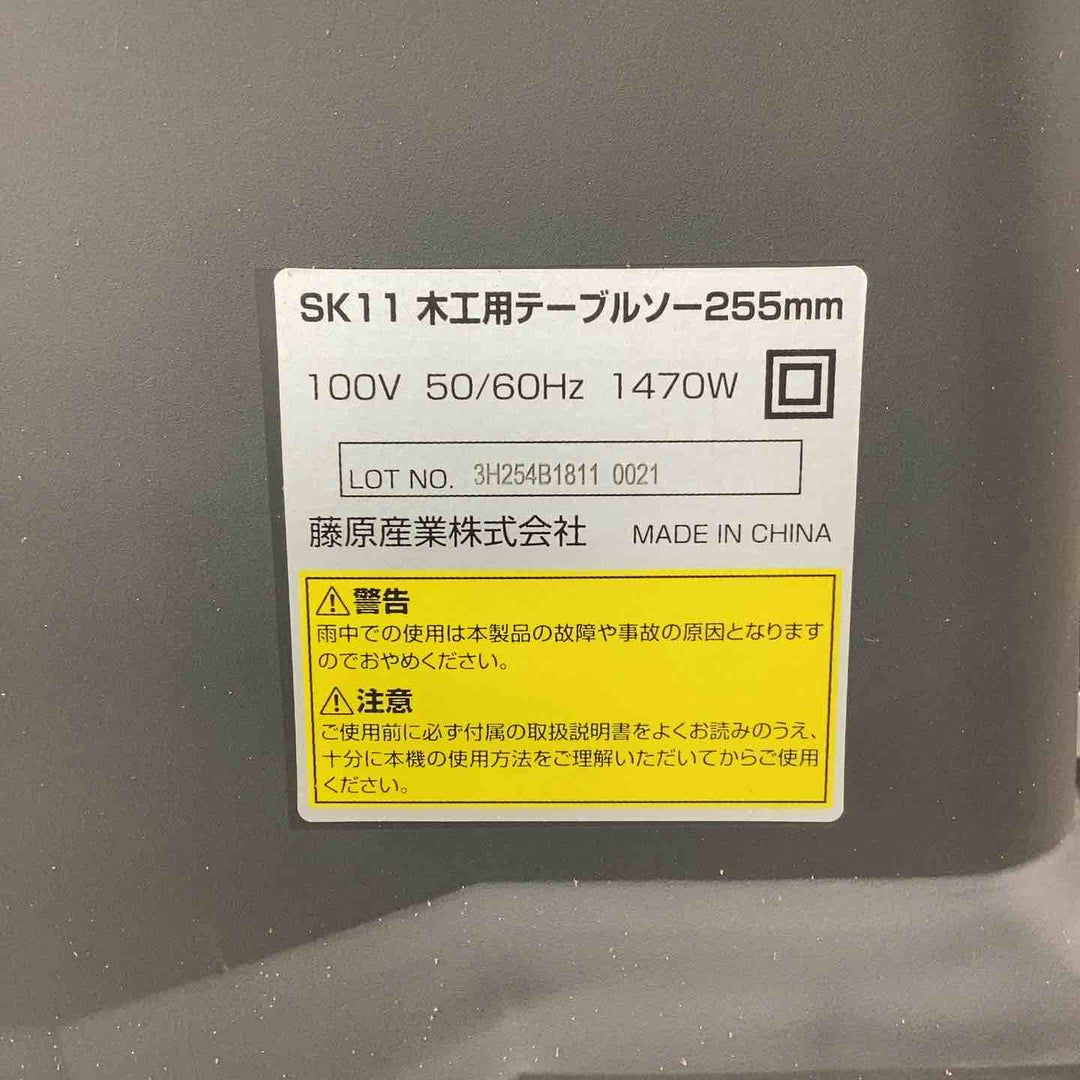 SK11 木工用テーブルソー255mm
100V 50/60Hz 1470W
LOT NO. 3H254B1811 0021
藤原産業株式会社 MADE IN CHINA
警告
雨中での使用は本製品の故障や事故の原因となります
のでおやめください。
注意
ご使用前に必ず付属の取扱説明書をよくお読みのうえ、
十分に本機の使用方法をご理解いただいてからご使用
ください。